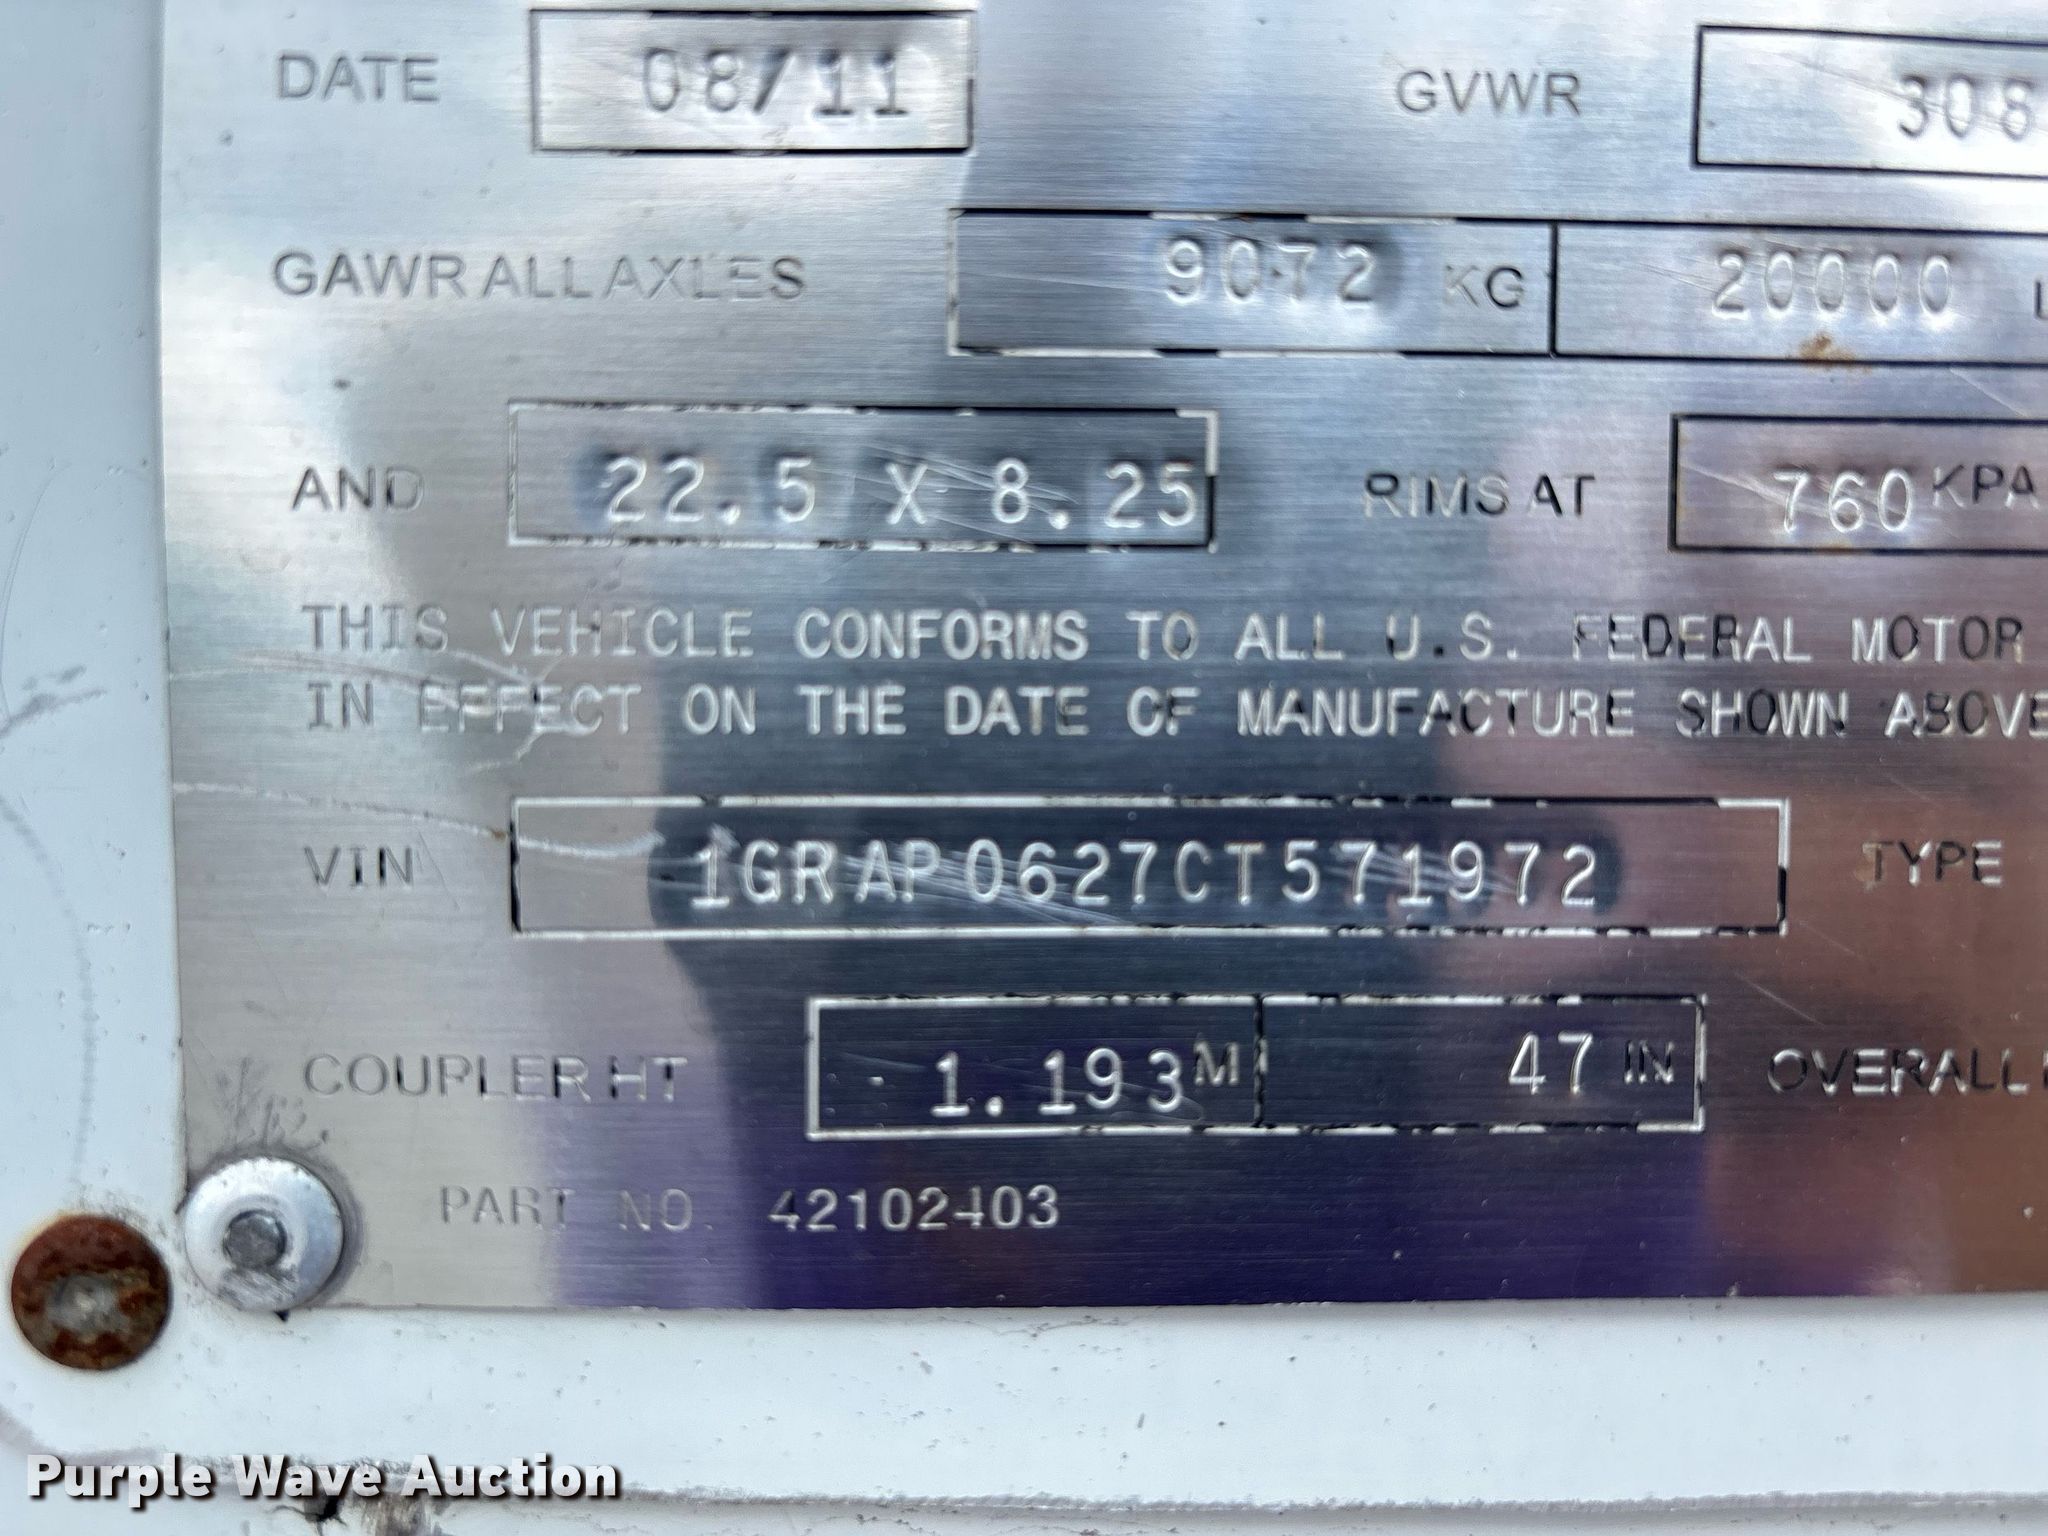 DATE 08/11 GVWR 308
GAWR ALL AXLES 9072 KG 20000 L
AND 22.5 X 8.25 RIMS AT 760 KPA
THIS VEHICLE CONFORMS TO ALL U.S. FEDERAL MOTOR
IN EFFECT ON THE DATE OF MANUFACTURE SHOWN ABOVE
VIN 1GRAP0627CT571972 TYPE
COUPLER HT 1.193 M 47 IN OVERALL
PART NO. 42102403
Purple Wave Auction